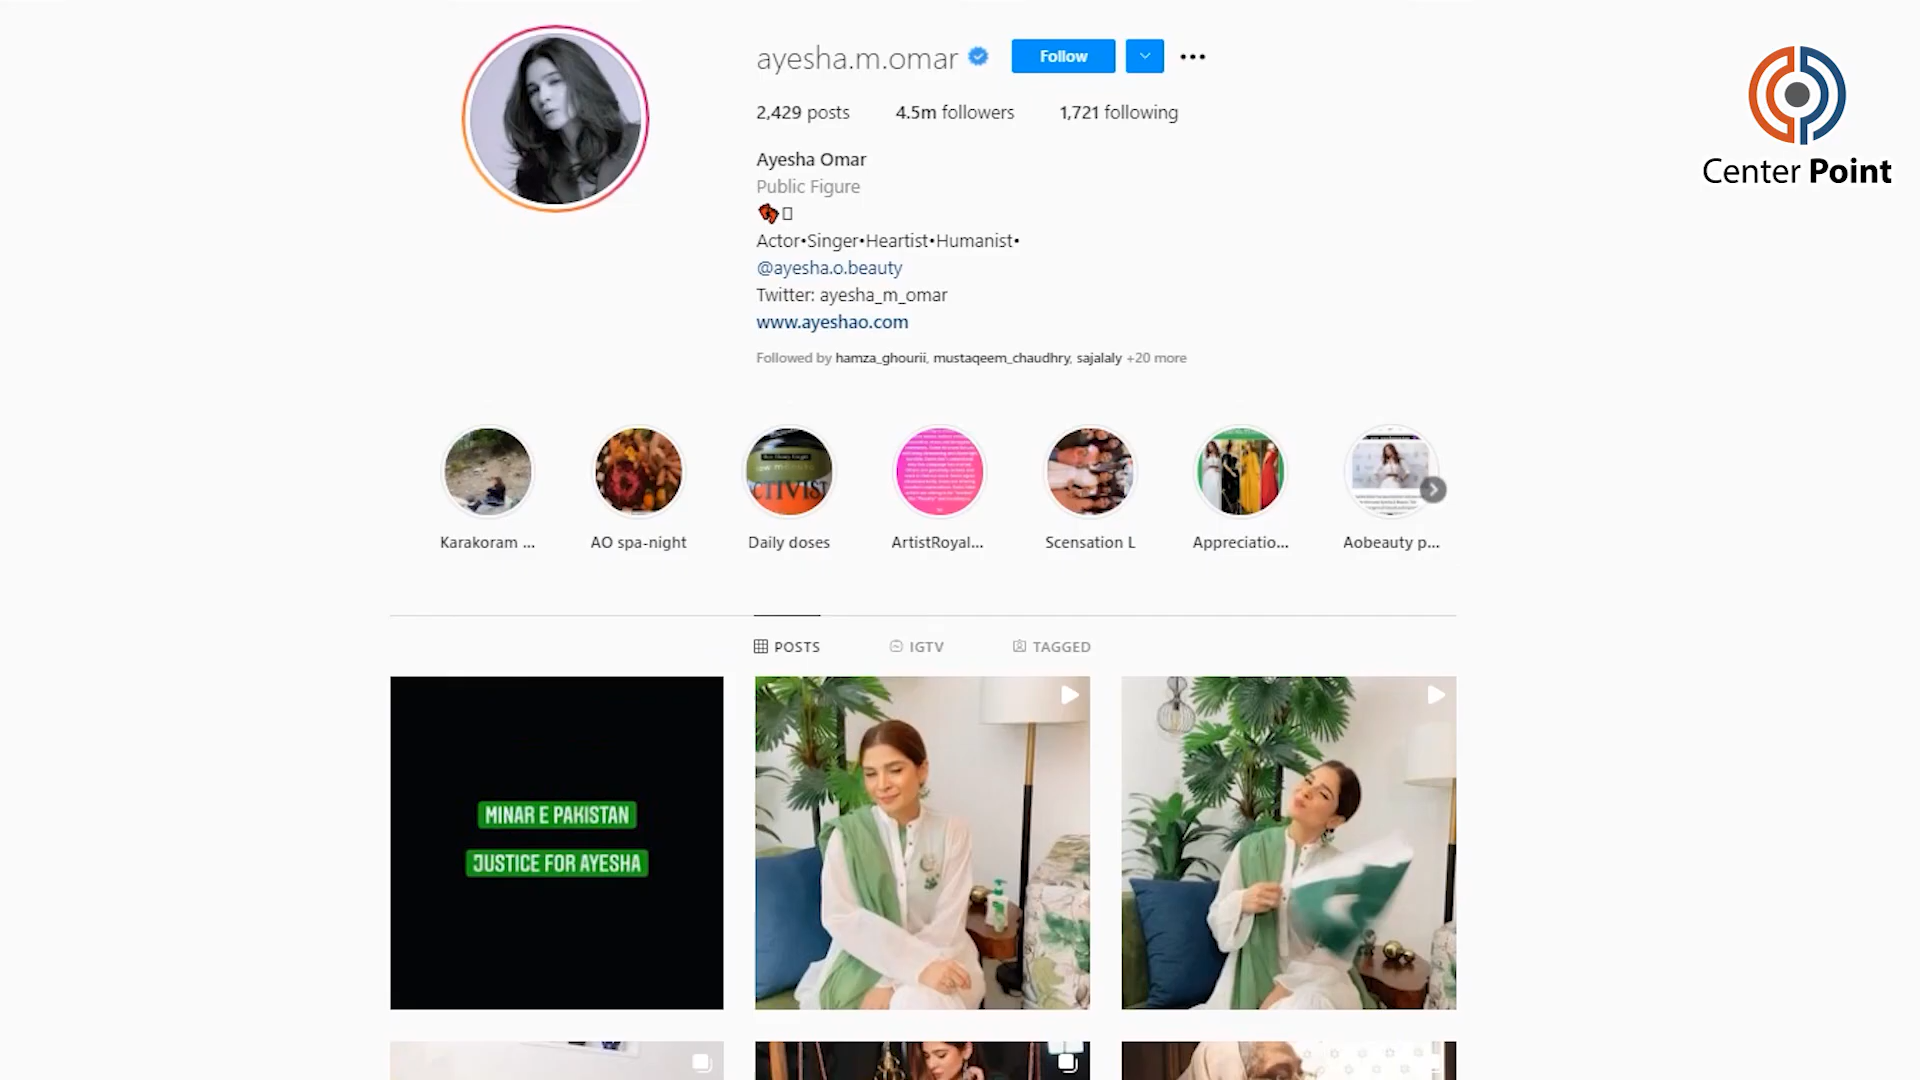 ayesha.m.omar
Follow
2,429 posts 4.5m followers 1,721 following
Ayesha Omar
Public Figure
Actor•Singer•Heartist•Humanist•
@ayesha.o.beauty
Twitter: ayesha_m_omar
www.ayeshao.com
Followed by hamza_ghourii, mustaqeem_chaudhry, sajalaly +20 more
Center Point
CTIVIS
Karakoram ... AO spa-night Daily doses ArtistRoyal... Scensation L Appreciatio... Aobeauty p...
POSTS IGTV TAGGED
MINAR E PAKISTAN
JUSTICE FOR AYESHA